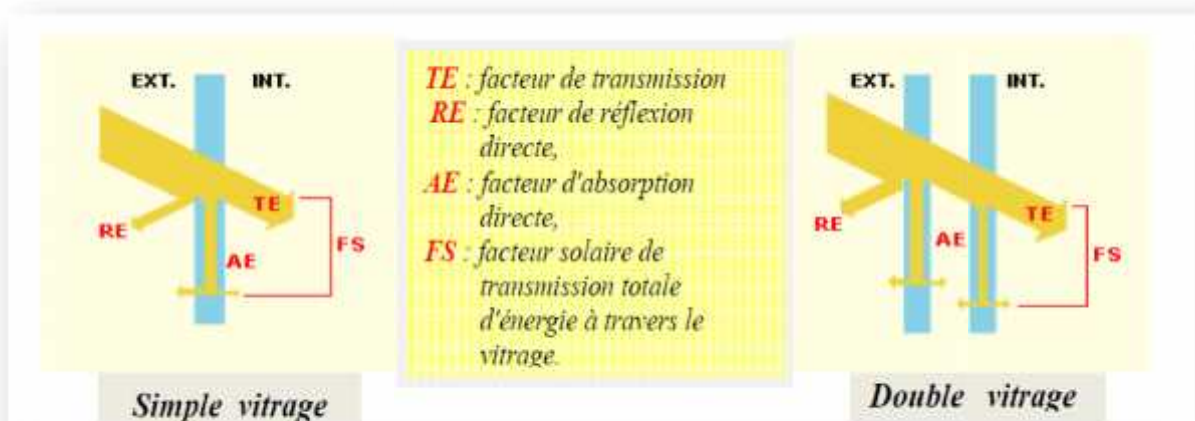 EXT. INT.
TE
RE
AE
FS
Simple vitrage
TE : facteur de transmission
RE : facteur de réflexion
directe,
AE : facteur d'absorption
directe,
FS : facteur solaire de
transmission totale
d'énergie à travers le
vitrage.
EXT. INT.
TE
RE
AE
FS
Double vitrage